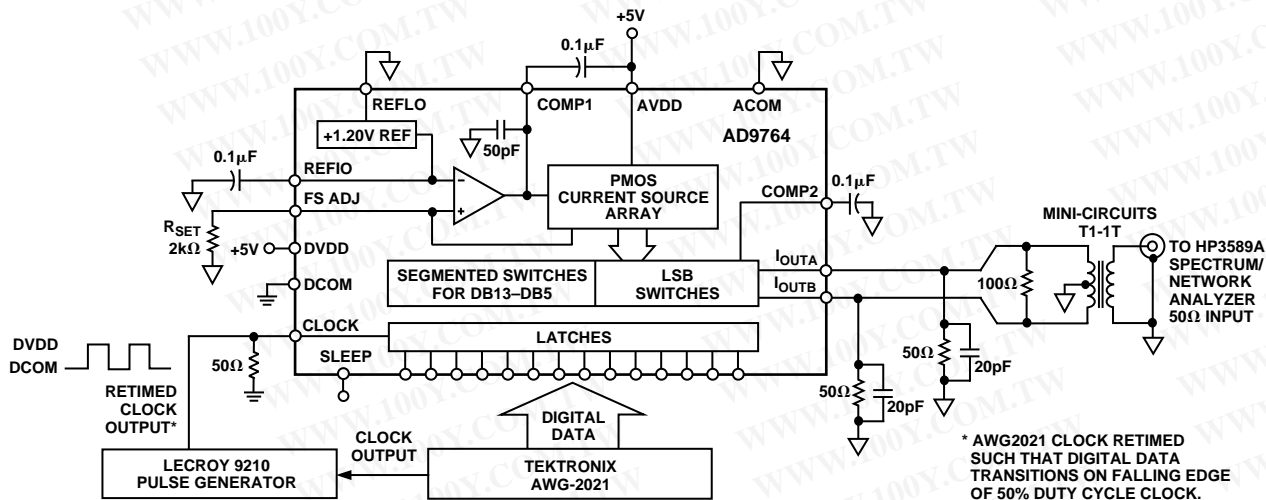 +5V
0.1μF
REFLO
COMP1
AVDD
ACOM
AD9764
+1.20V REF
50pF
0.1μF
REFIO
FS ADJ
PMOS
CURRENT SOURCE
ARRAY
COMP2
0.1μF
RSET
2kΩ
+5V
DVDD
DCOM
SEGMENTED SWITCHES
FOR DB13–DB5
LSB
SWITCHES
IOUTA
IOUTB
MINI-CIRCUITS
T1-1T
100Ω
TO HP3589A
SPECTRUM/
NETWORK
ANALYZER
50Ω INPUT
CLOCK
LATCHES
DVDD
DCOM
50Ω
SLEEP
50Ω
20pF
50Ω
20pF
RETIMED
CLOCK
OUTPUT*
DIGITAL
DATA
CLOCK
OUTPUT
LECROY 9210
PULSE GENERATOR
TEKTRONIX
AWG-2021
* AWG2021 CLOCK RETIMED
SUCH THAT DIGITAL DATA
TRANSITIONS ON FALLING EDGE
OF 50% DUTY CYCLE CLOCK.
WWW.100Y.COM.TW